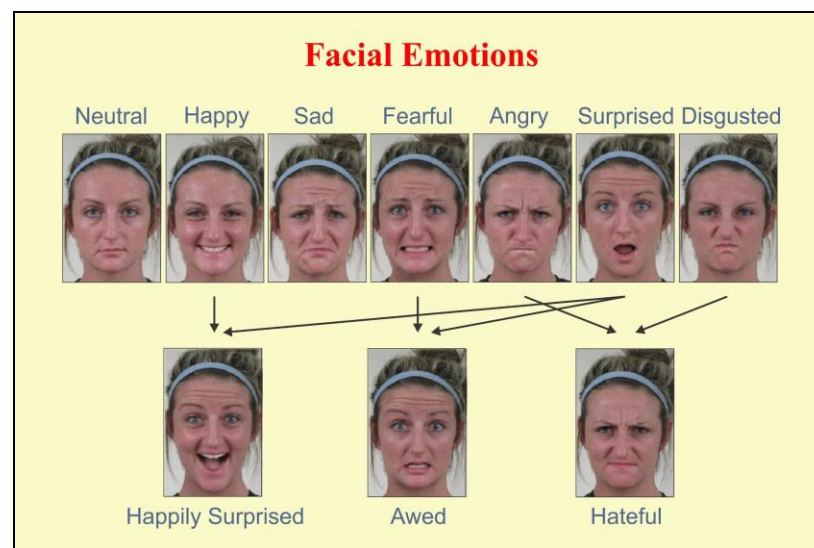 Facial Emotions
Neutral Happy Sad Fearful Angry Surprised Disgusted
Happily Surprised Awed Hateful